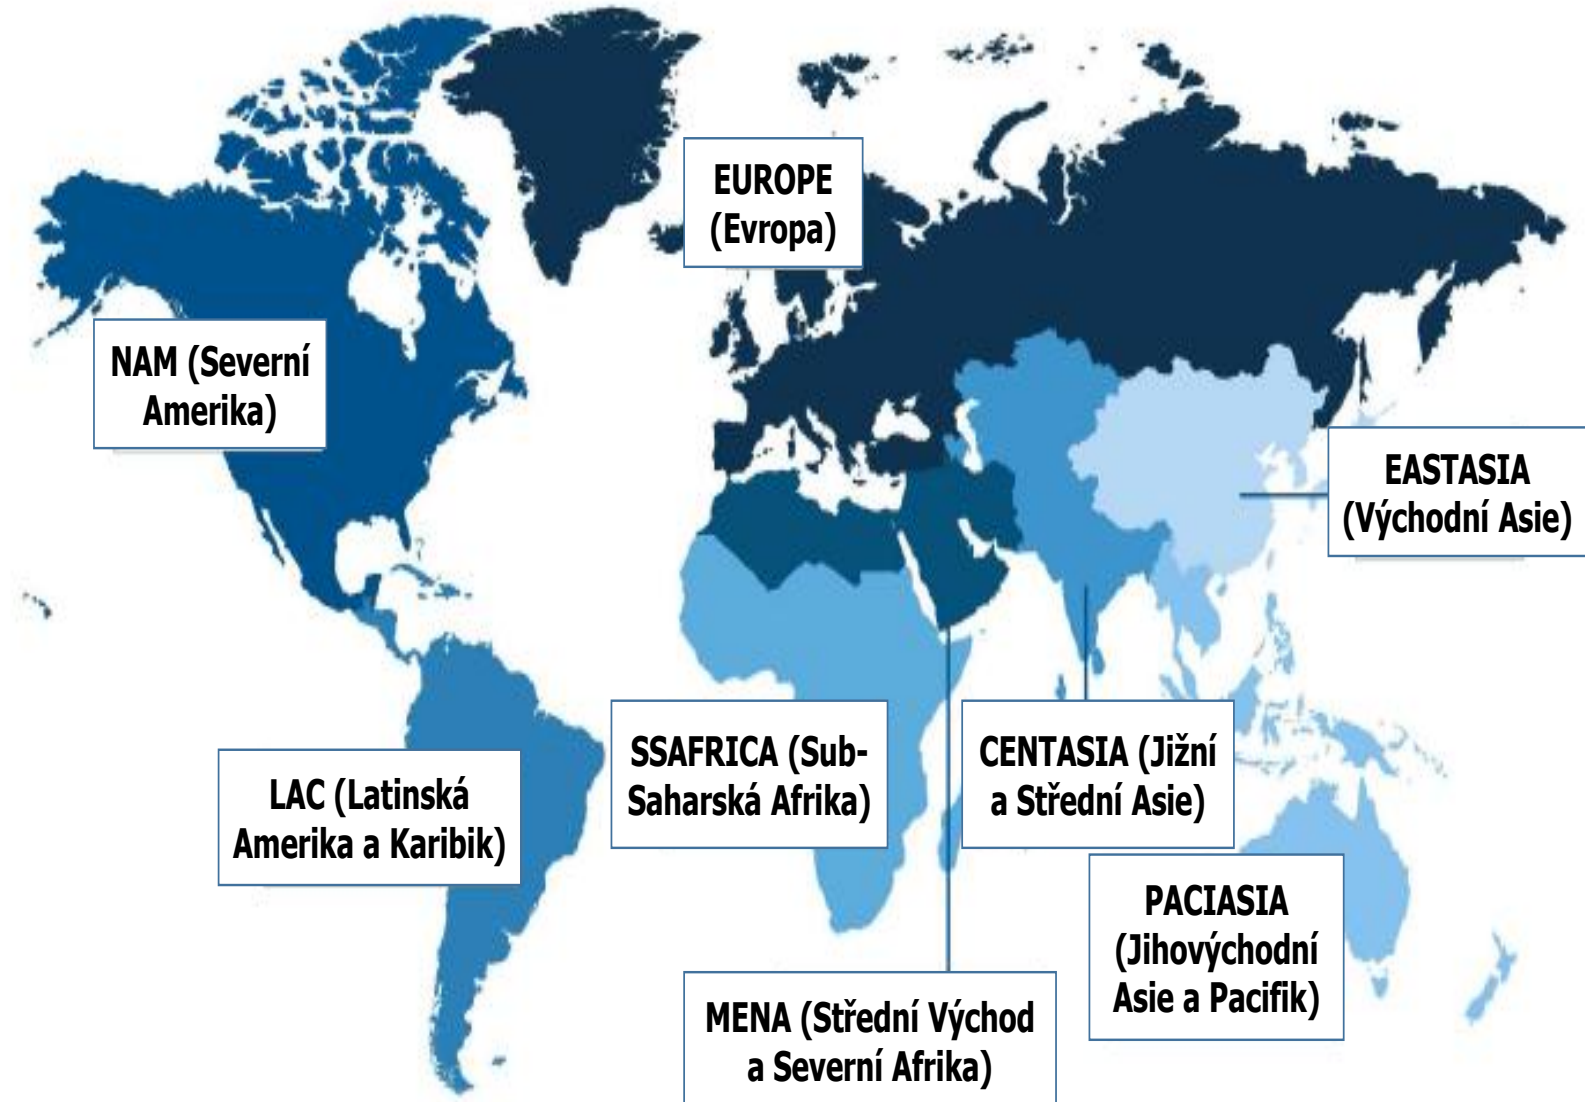 EUROPE
(Evropa)
NAM (Severní
Amerika)
EASTASIA
(Východní Asie)
SSAFRICA (Sub-
Saharská Afrika)
CENTASIA (Jižní
a Střední Asie)
LAC (Latinská
Amerika a Karibik)
PACIASIA
(Jihovýchodní
Asie a Pacifik)
MENA (Střední Východ
a Severní Afrika)